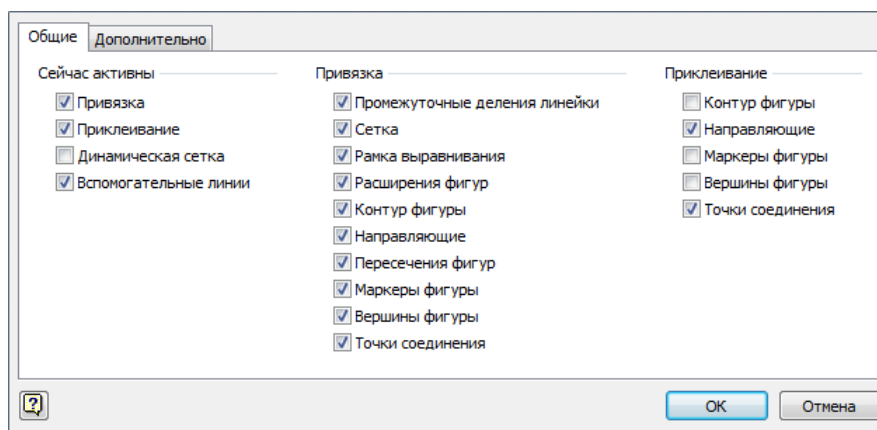 Общие Дополнительно
Сейчас активны
Привязка
Приклеивание
Динамическая сетка
Вспомогательные линии
Привязка
Промежуточные деления линейки
Сетка
Рамка выравнивания
Расширения фигур
Контур фигуры
Направляющие
Пересечения фигур
Маркеры фигуры
Вершины фигуры
Точки соединения
Приклеивание
Контур фигуры
Направляющие
Маркеры фигуры
Вершины фигуры
Точки соединения
?
ОК Отмена